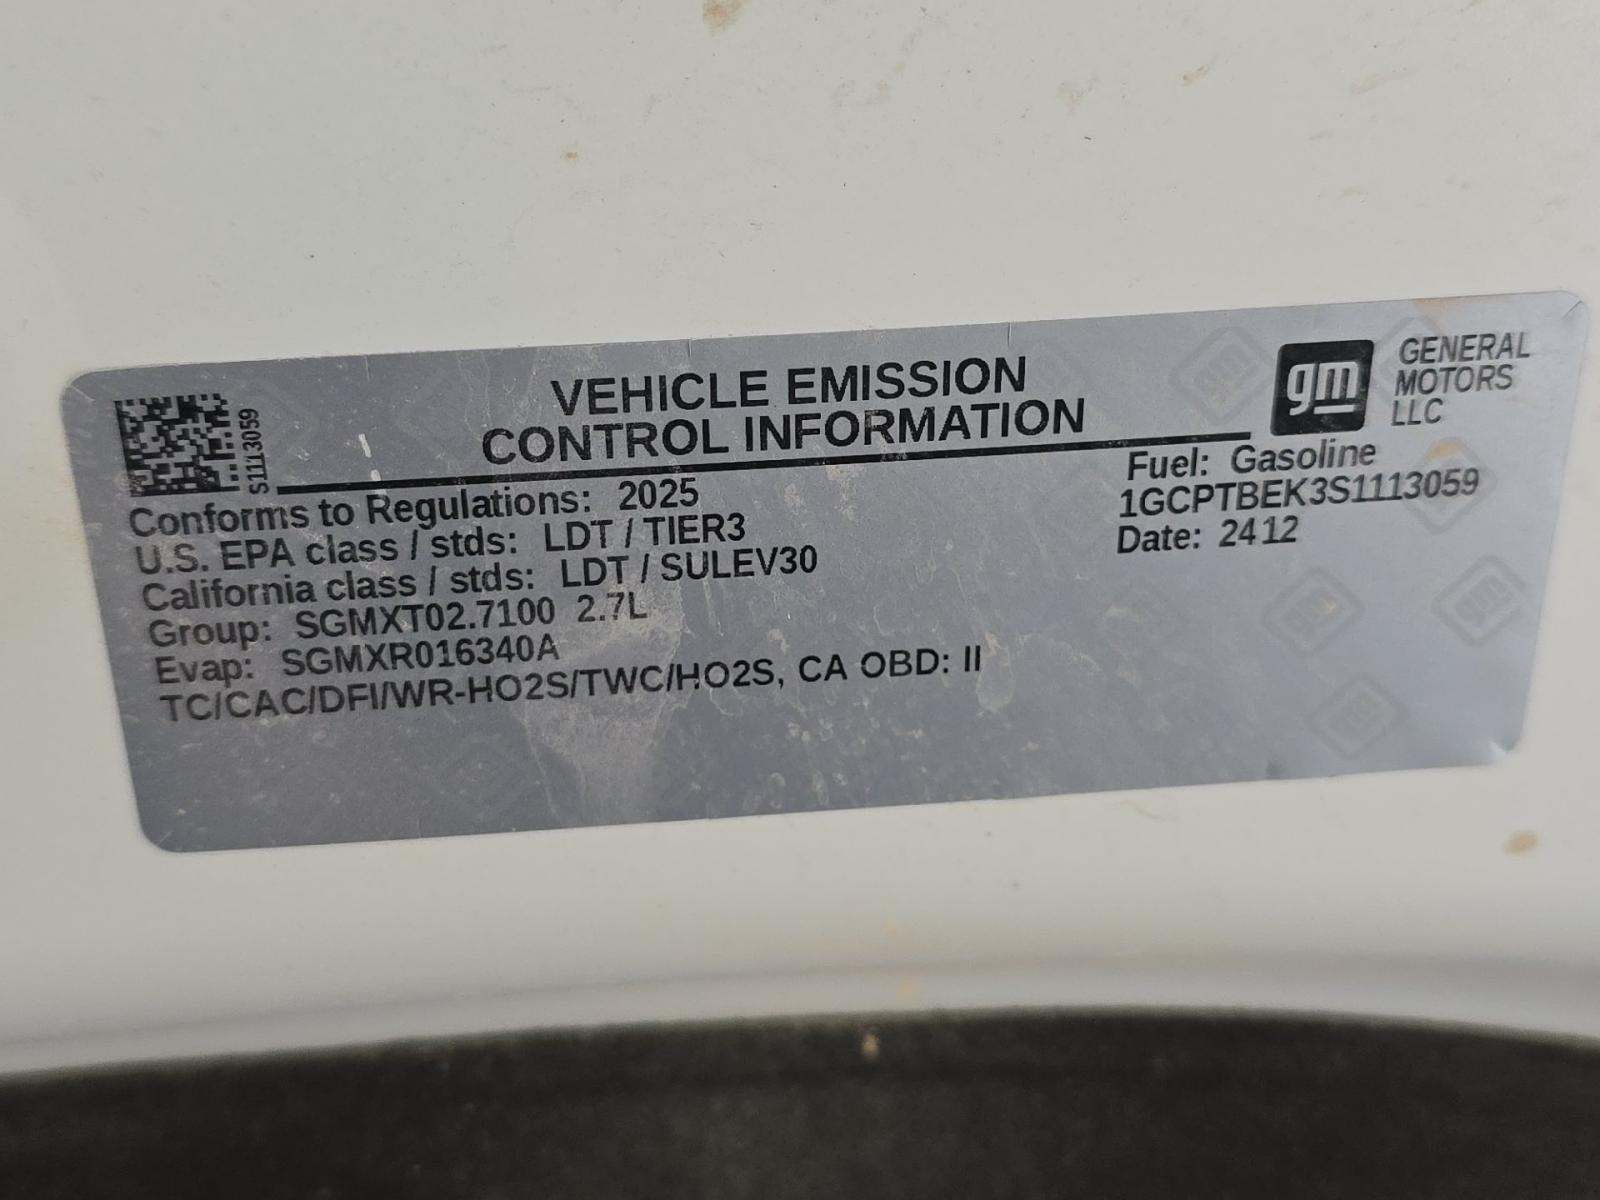 VEHICLE EMISSION
CONTROL INFORMATION
gm
GENERAL
MOTORS
LLC
S1113059
Conforms to Regulations: 2025
U.S. EPA class / stds: LDT / TIER3
California class / stds: LDT / SULEV30
Group: SGMXT02.7100 2.7L
Evap: SGMXR016340A
TC/CAC/DFI/WR-HO2S/TWC/HO2S, CA OBD: II
Fuel: Gasoline
1GCPTBEK3S1113059
Date: 2412